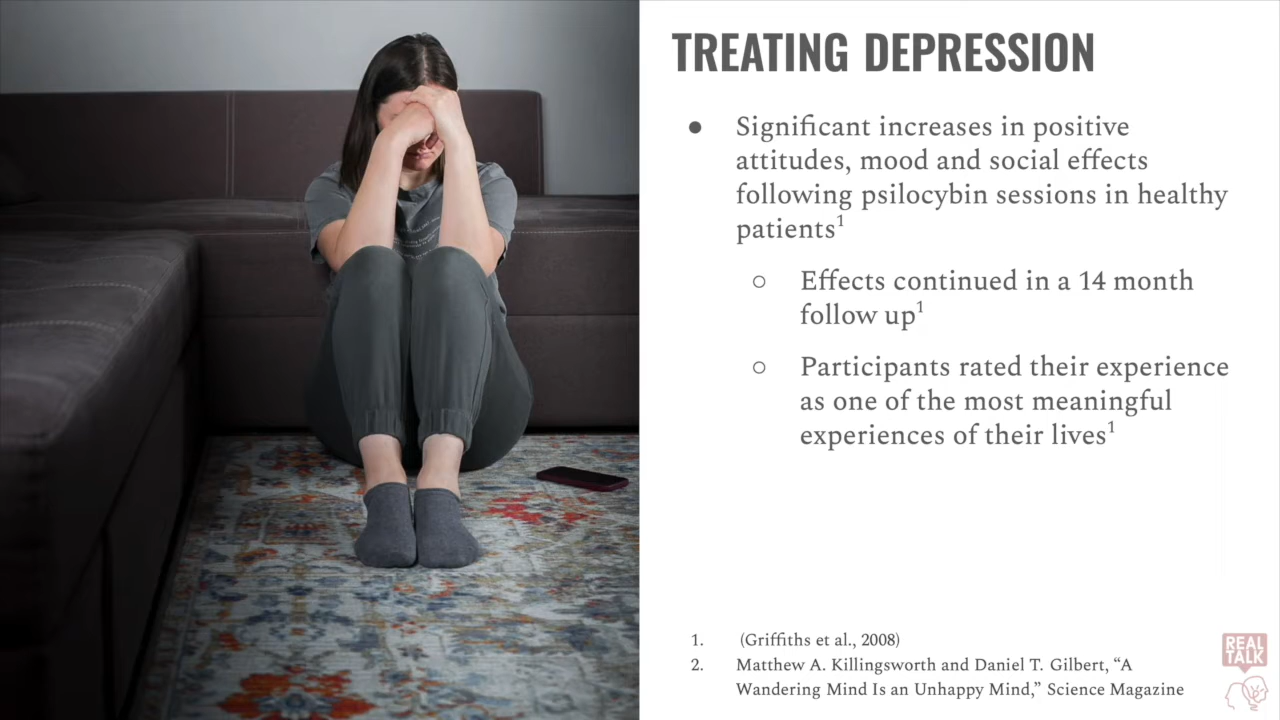 TREATING DEPRESSION
● Significant increases in positive
attitudes, mood and social effects
following psilocybin sessions in healthy
patients¹
○ Effects continued in a 14 month
follow up¹
○ Participants rated their experience
as one of the most meaningful
experiences of their lives¹
1. (Griffiths et al., 2008)
2. Matthew A. Killingsworth and Daniel T. Gilbert, “A
Wandering Mind Is an Unhappy Mind,” Science Magazine
REAL
TALK